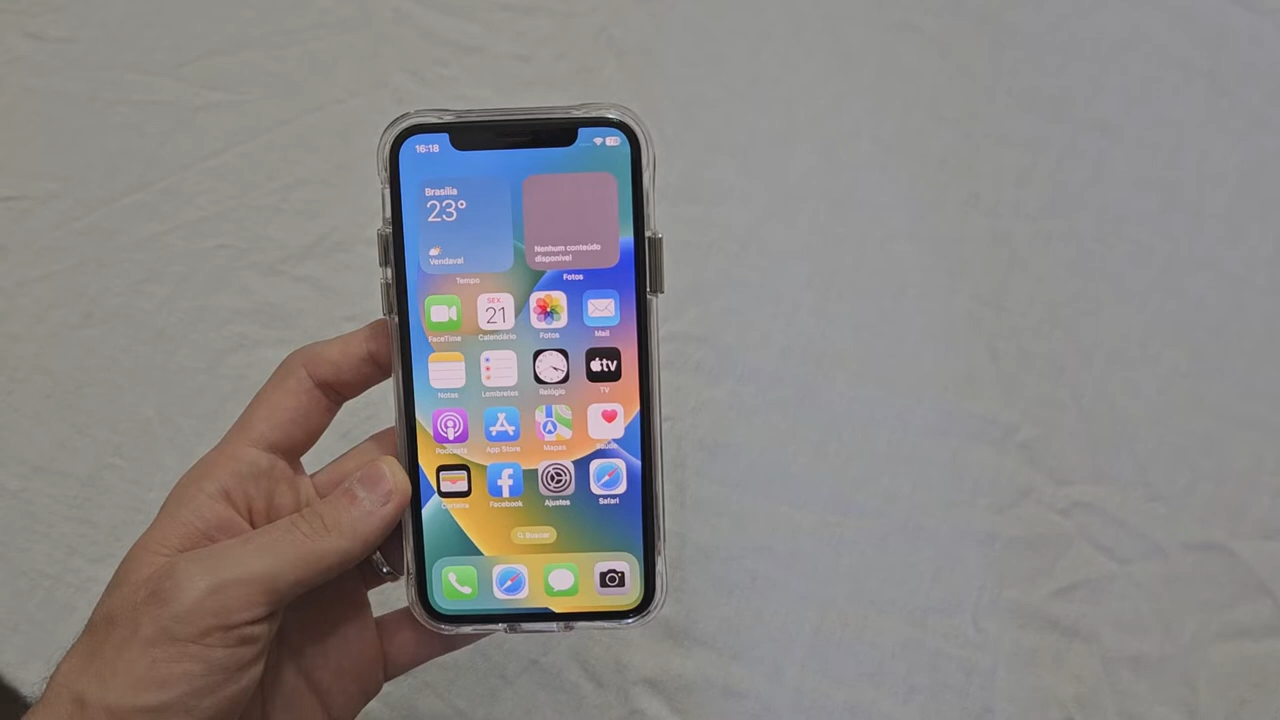 16:18
76
Brasília
23°
Vendaval
Tempo
Nenhum conteúdo
disponível
Fotos
FaceTime
SEX.
21
Calendário
Fotos
Mail
Notas
Lembretes
Relógio
tv
TV
Podcasts
App Store
Mapas
Saúde
Carteira
Facebook
Ajustes
Safari
Buscar